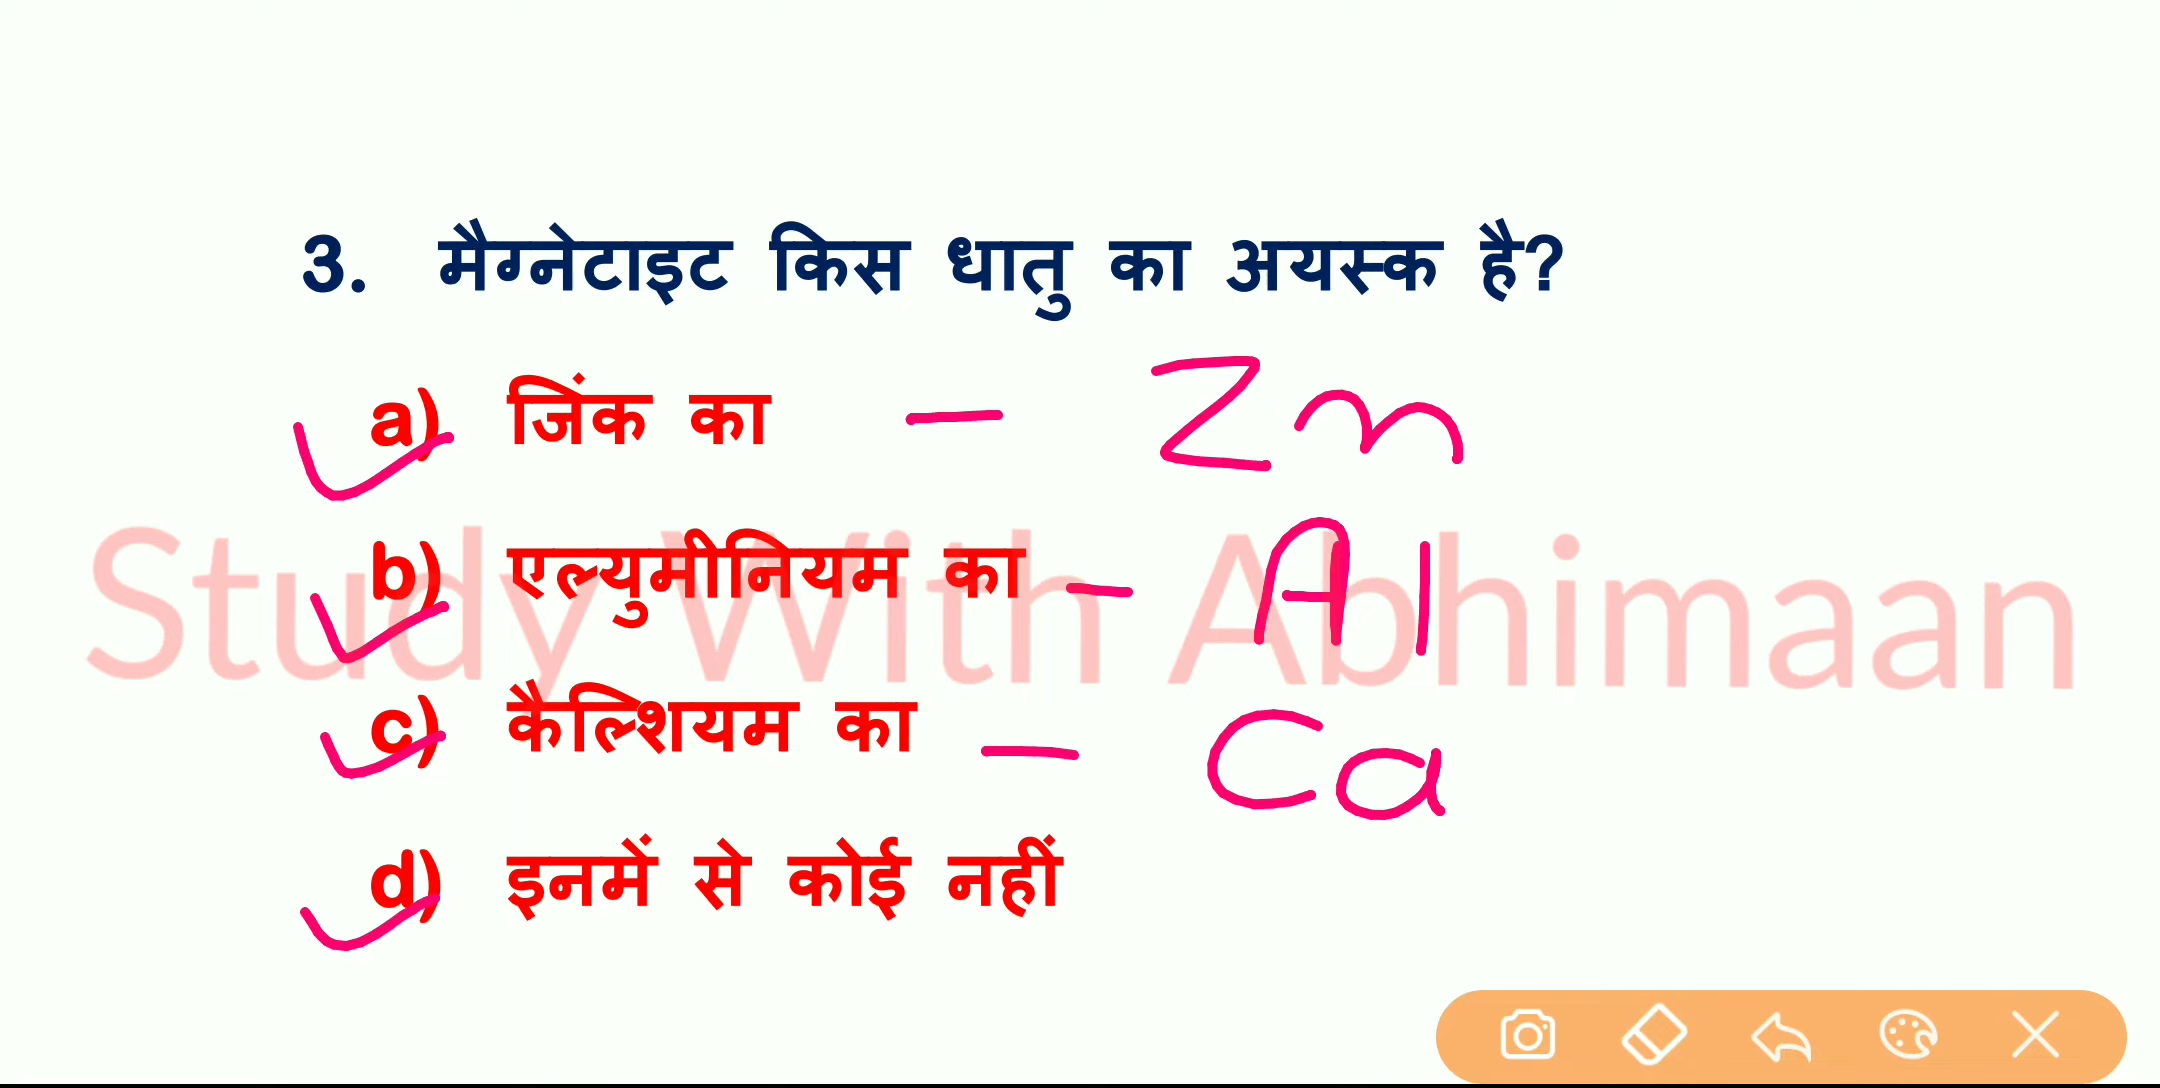 3. मैग्नेटाइट किस धातु का अयस्क है?
a) जिंक का — Zn
b) एल्युमीनियम का — Al
Study With Abhimaan
c) कैल्शियम का — Ca
d) इनमें से कोई नहीं